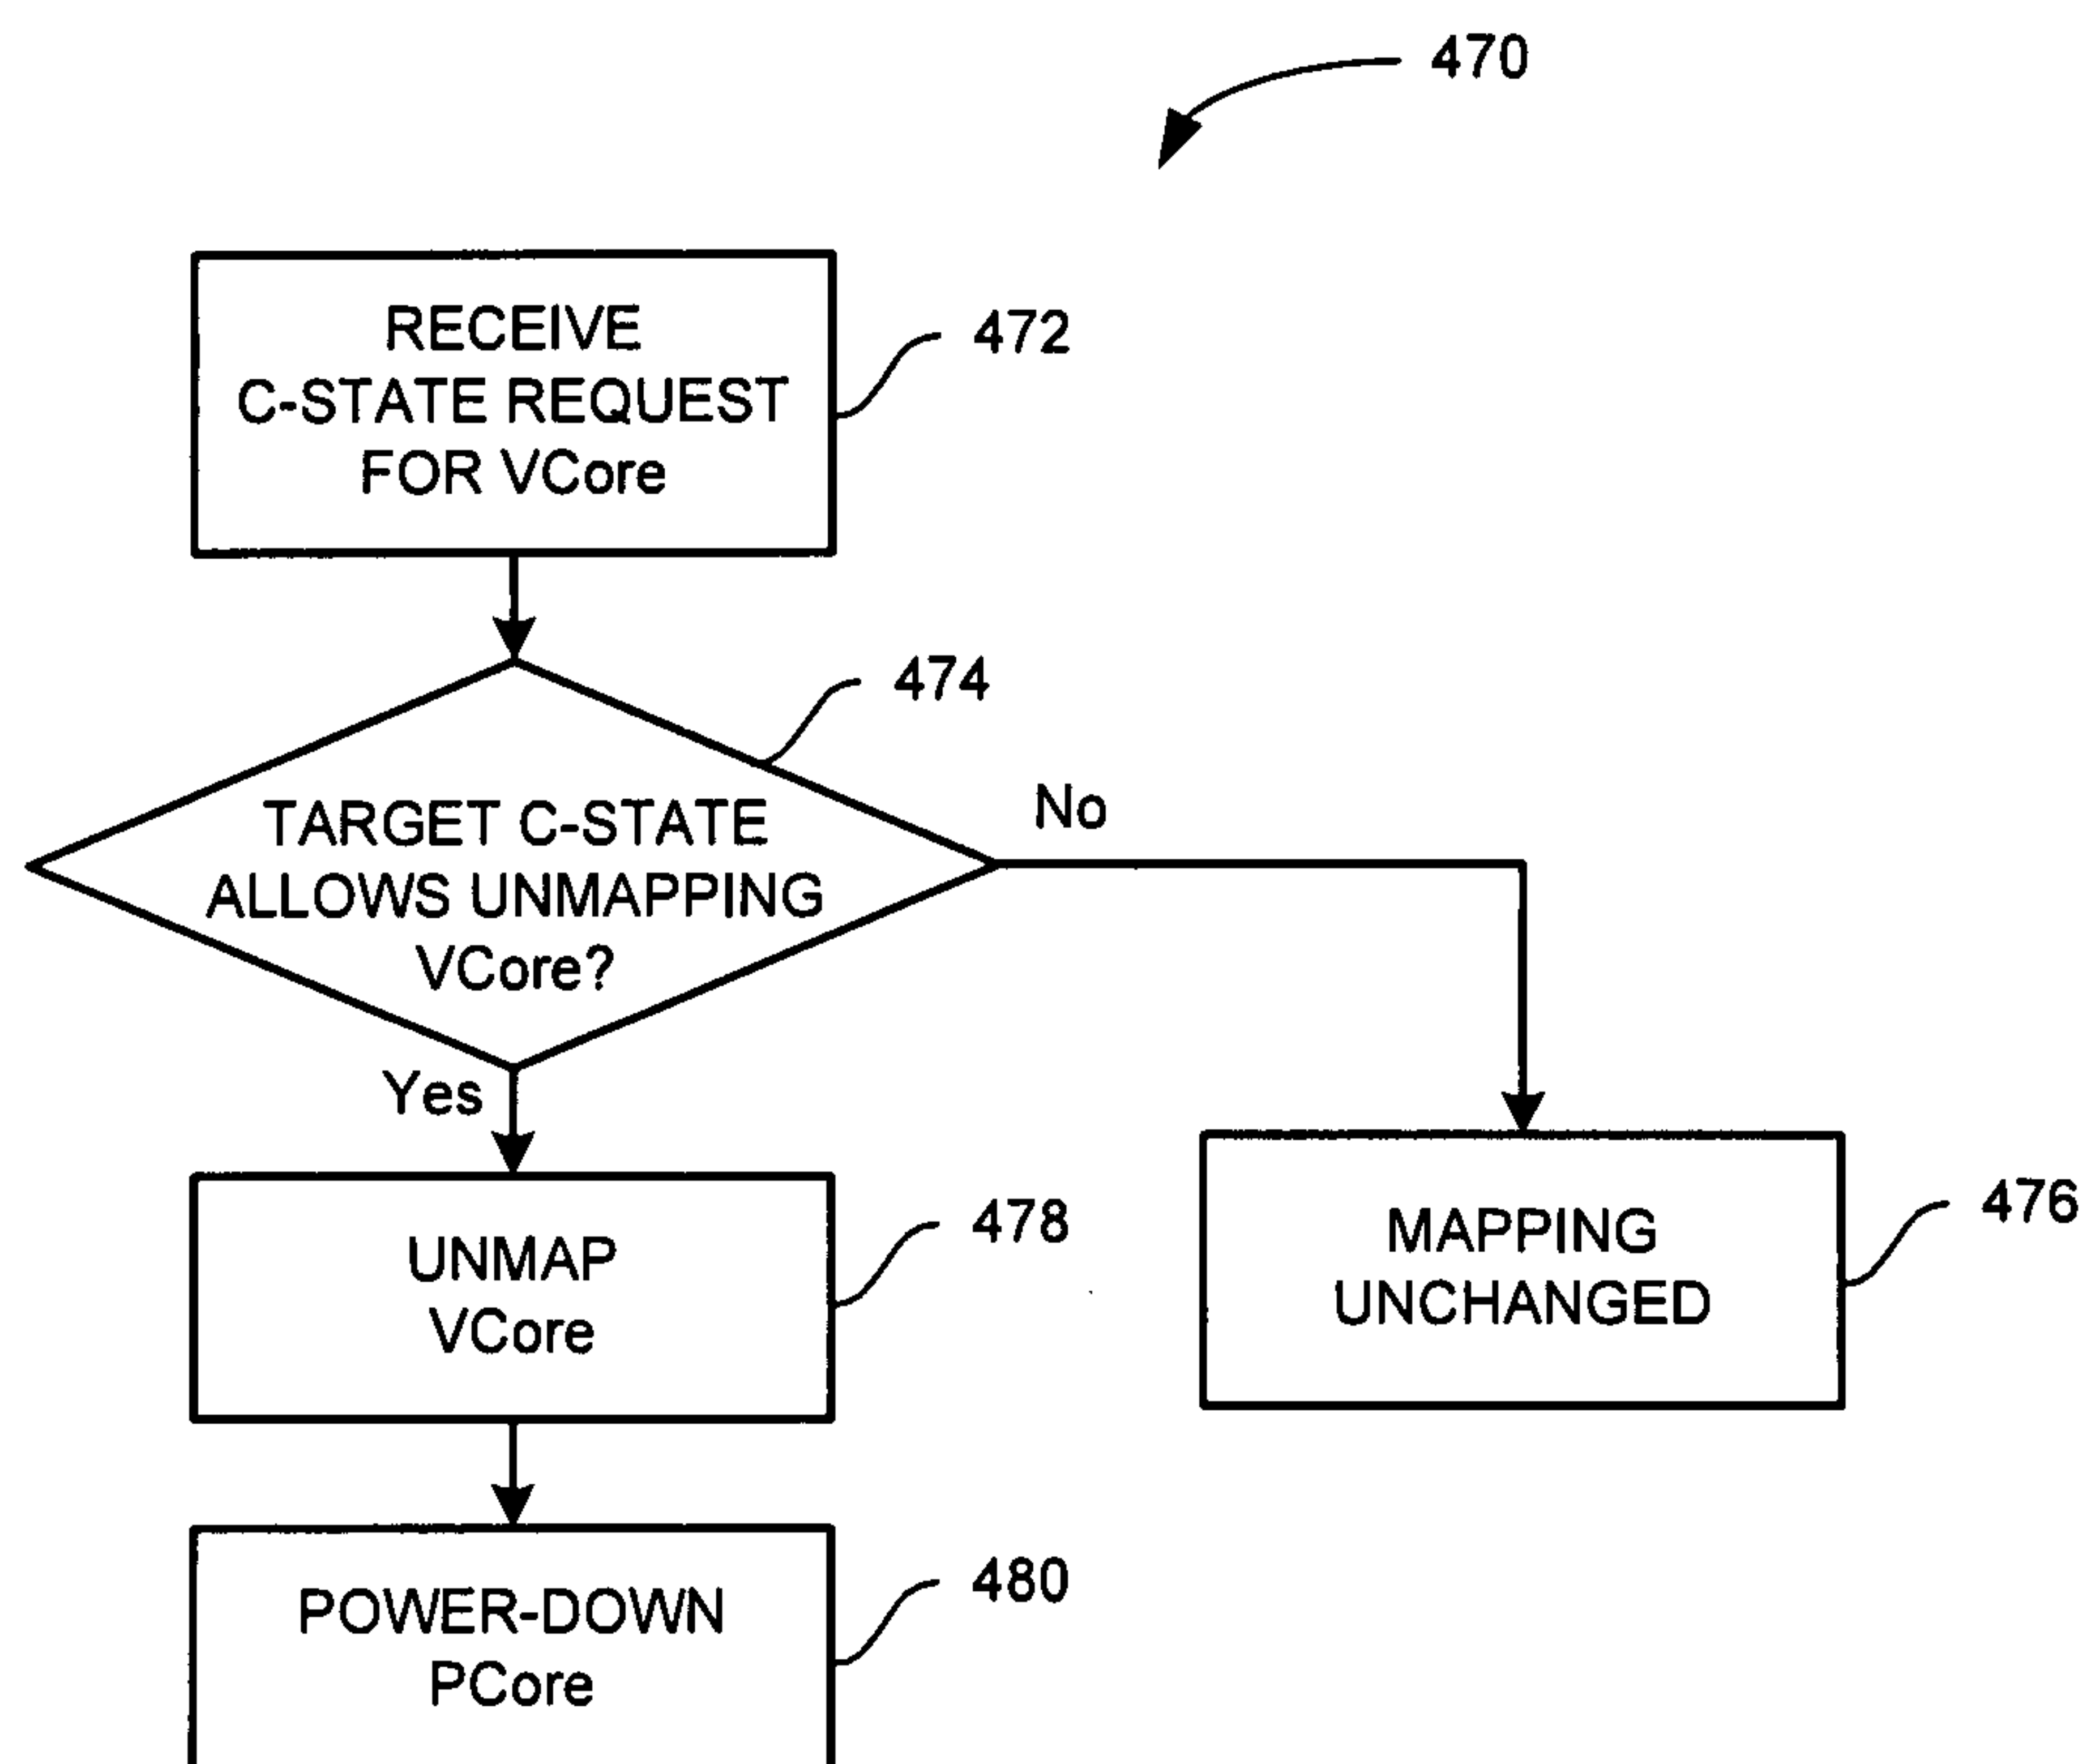 470
RECEIVE
C-STATE REQUEST
FOR VCore
472
474
TARGET C-STATE
ALLOWS UNMAPPING
VCore?
No
Yes
UNMAP
VCore
478
MAPPING
UNCHANGED
476
POWER-DOWN
PCore
480